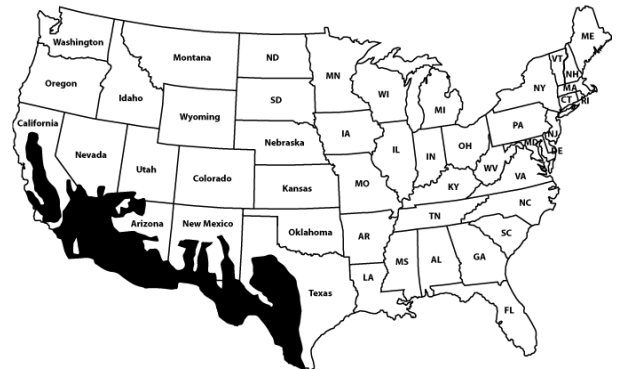 Washington
Montana
ND
MN
ME
VT
NH
Oregon
Idaho
SD
WI
MI
NY
MA
CT
RI
Wyoming
California
Nevada
Utah
Colorado
Nebraska
IA
IL
IN
OH
PA
NJ
MD
DE
WV
VA
Kansas
MO
KY
Arizona
New Mexico
Oklahoma
AR
TN
NC
SC
Texas
LA
MS
AL
GA
FL